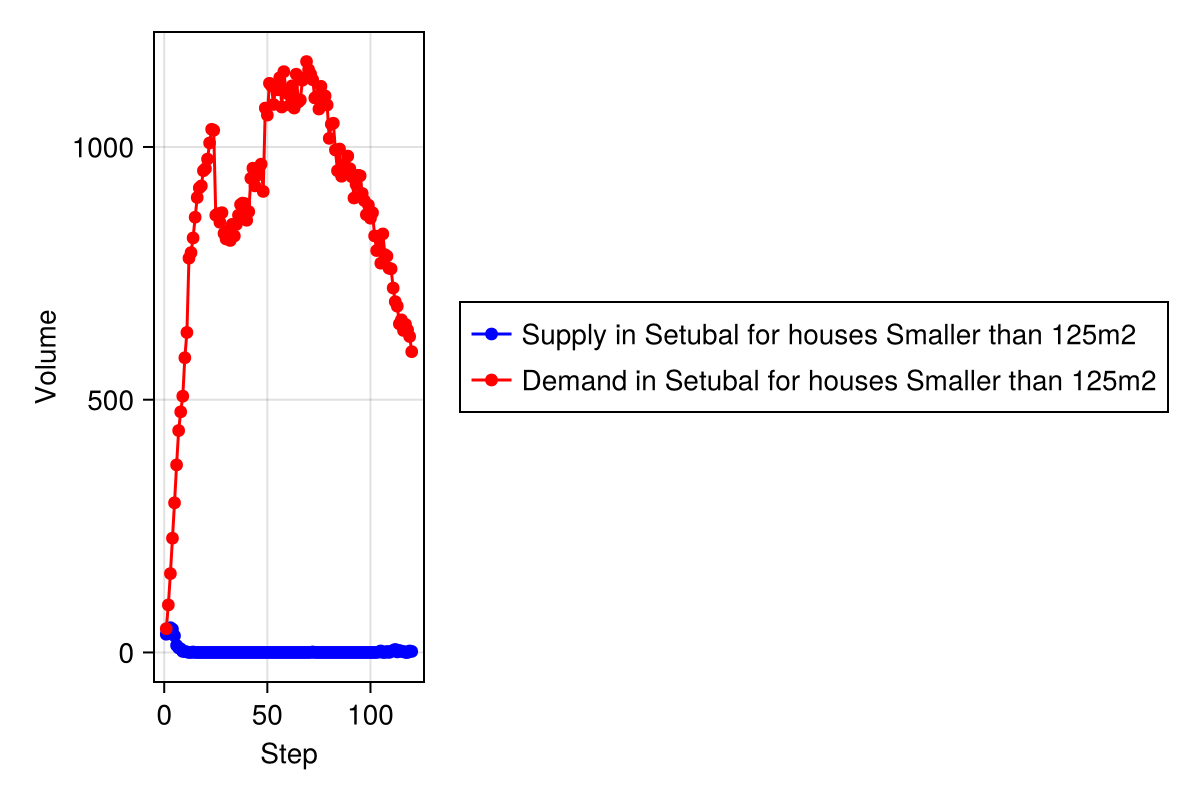 1000
500
0
Volume
0 50 100
Step
Supply in Setubal for houses Smaller than 125m2
Demand in Setubal for houses Smaller than 125m2